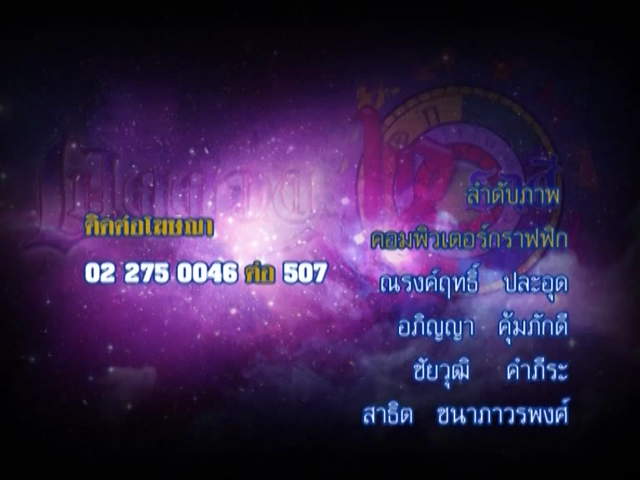 ติดต่อโฆษณา
02 275 0046 ต่อ 507
ลำดับภาพ
คอมพิวเตอร์กราฟฟิก
ณรงค์ฤทธิ์ ปละอุด
อภิญญา คุ้มภักดี
ชัยวุฒิ คำภีระ
สาธิด ชนาภาวรพงศ์